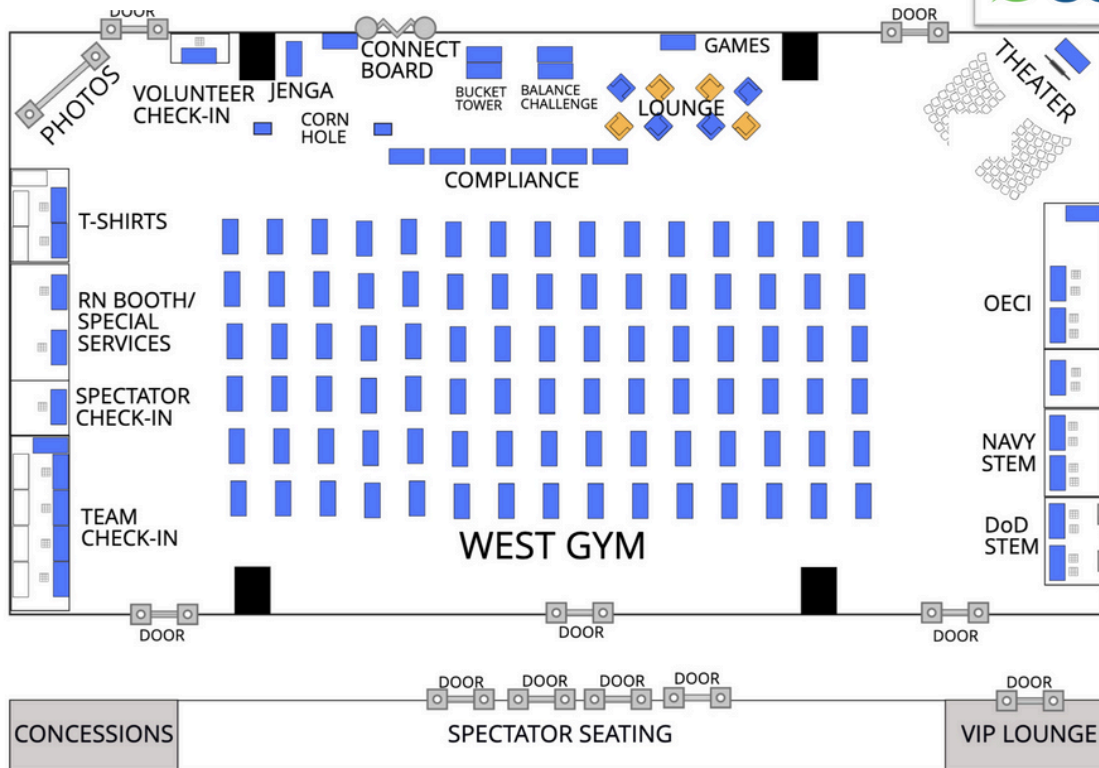 DOOR
DOOR
PHOTOS
VOLUNTEER
CHECK-IN
JENGA
CONNECT
BOARD
CORN
HOLE
BUCKET
TOWER
BALANCE
CHALLENGE
GAMES
LOUNGE
THEATER
COMPLIANCE
T-SHIRTS
RN BOOTH/
SPECIAL
SERVICES
SPECTATOR
CHECK-IN
TEAM
CHECK-IN
OECI
NAVY
STEM
DoD
STEM
WEST GYM
DOOR
DOOR
DOOR
DOOR
DOOR
DOOR
DOOR
DOOR
CONCESSIONS
SPECTATOR SEATING
VIP LOUNGE